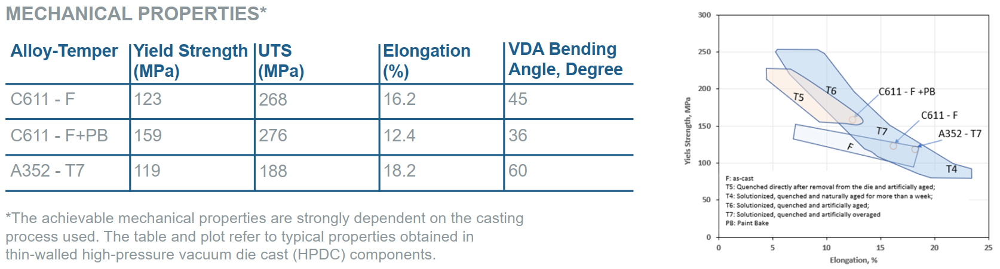 MECHANICAL PROPERTIES*
Alloy-Temper Yield Strength (MPa) UTS (MPa) Elongation (%) VDA Bending Angle, Degree
C611 - F 123 268 16.2 45
C611 - F+PB 159 276 12.4 36
A352 - T7 119 188 18.2 60
*The achievable mechanical properties are strongly dependent on the casting
process used. The table and plot refer to typical properties obtained in
thin-walled high-pressure vacuum die cast (HPDC) components.
Yiels Strength, MPa
300
250
200
150
100
50
0
T6
T5
C611 - F +PB
C611 - F
T7
A352 - T7
F
T4
F: as-cast
T5: Quenched directly after removal from the die and artificially aged;
T4: Solutionized, quenched and naturally aged for more than a week;
T6: Solutionized, quenched and artificially aged;
T7: Solutionized, quenched and artificially overaged
PB: Paint Bake
0 5 10 15 20 25
Elongation, %